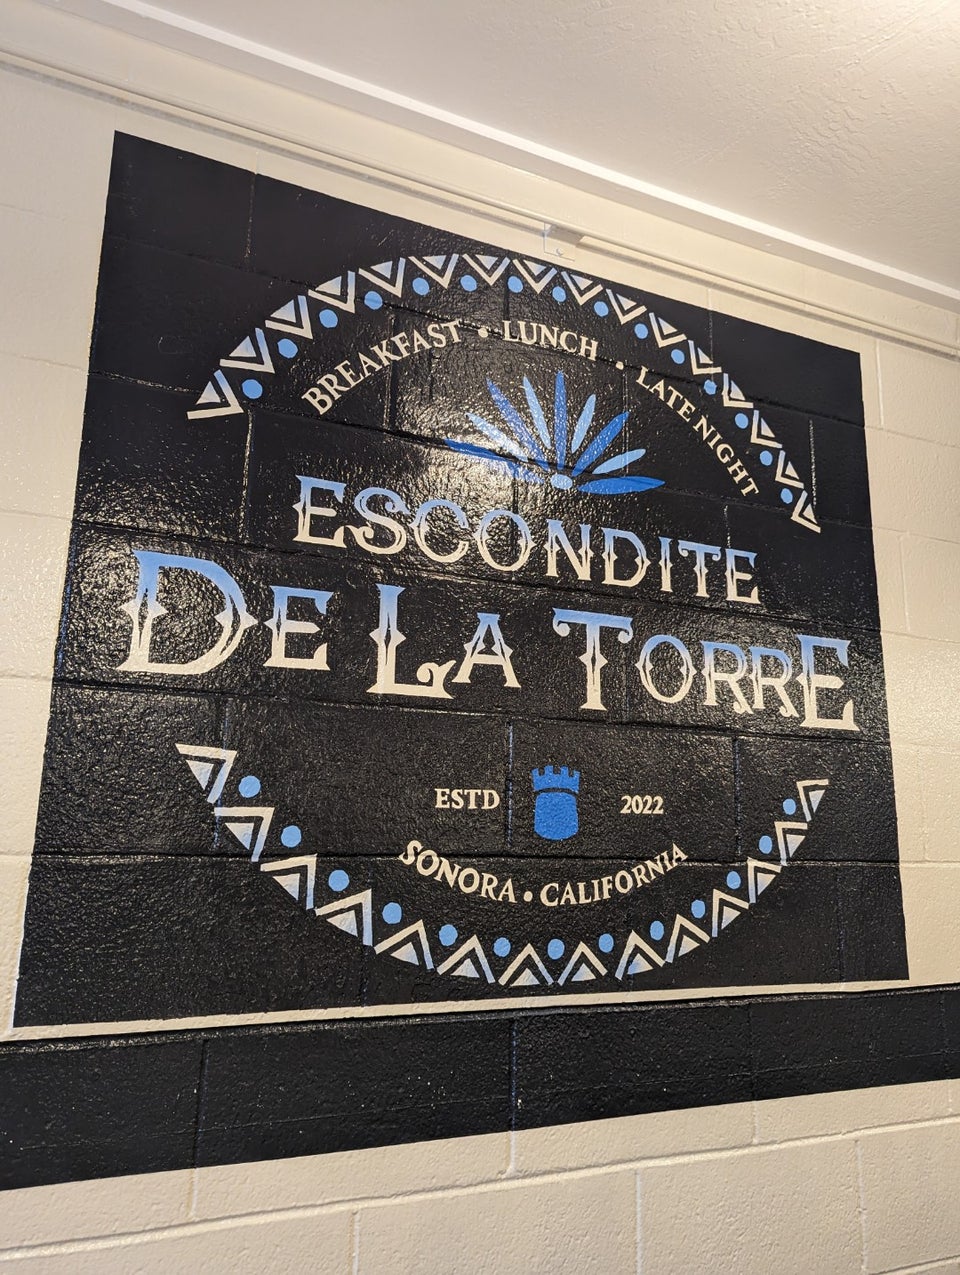 BREAKFAST • LUNCH • LATE NIGHT
ESCONDITE
DE LA TORRE
ESTD 2022
SONORA • CALIFORNIA